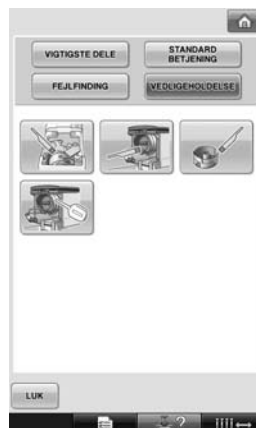 VIGTIGSTE DELE
STANDARD
BETJENING
FEJLFINDING
VEDLIGEHOLDELSE
LUK
?